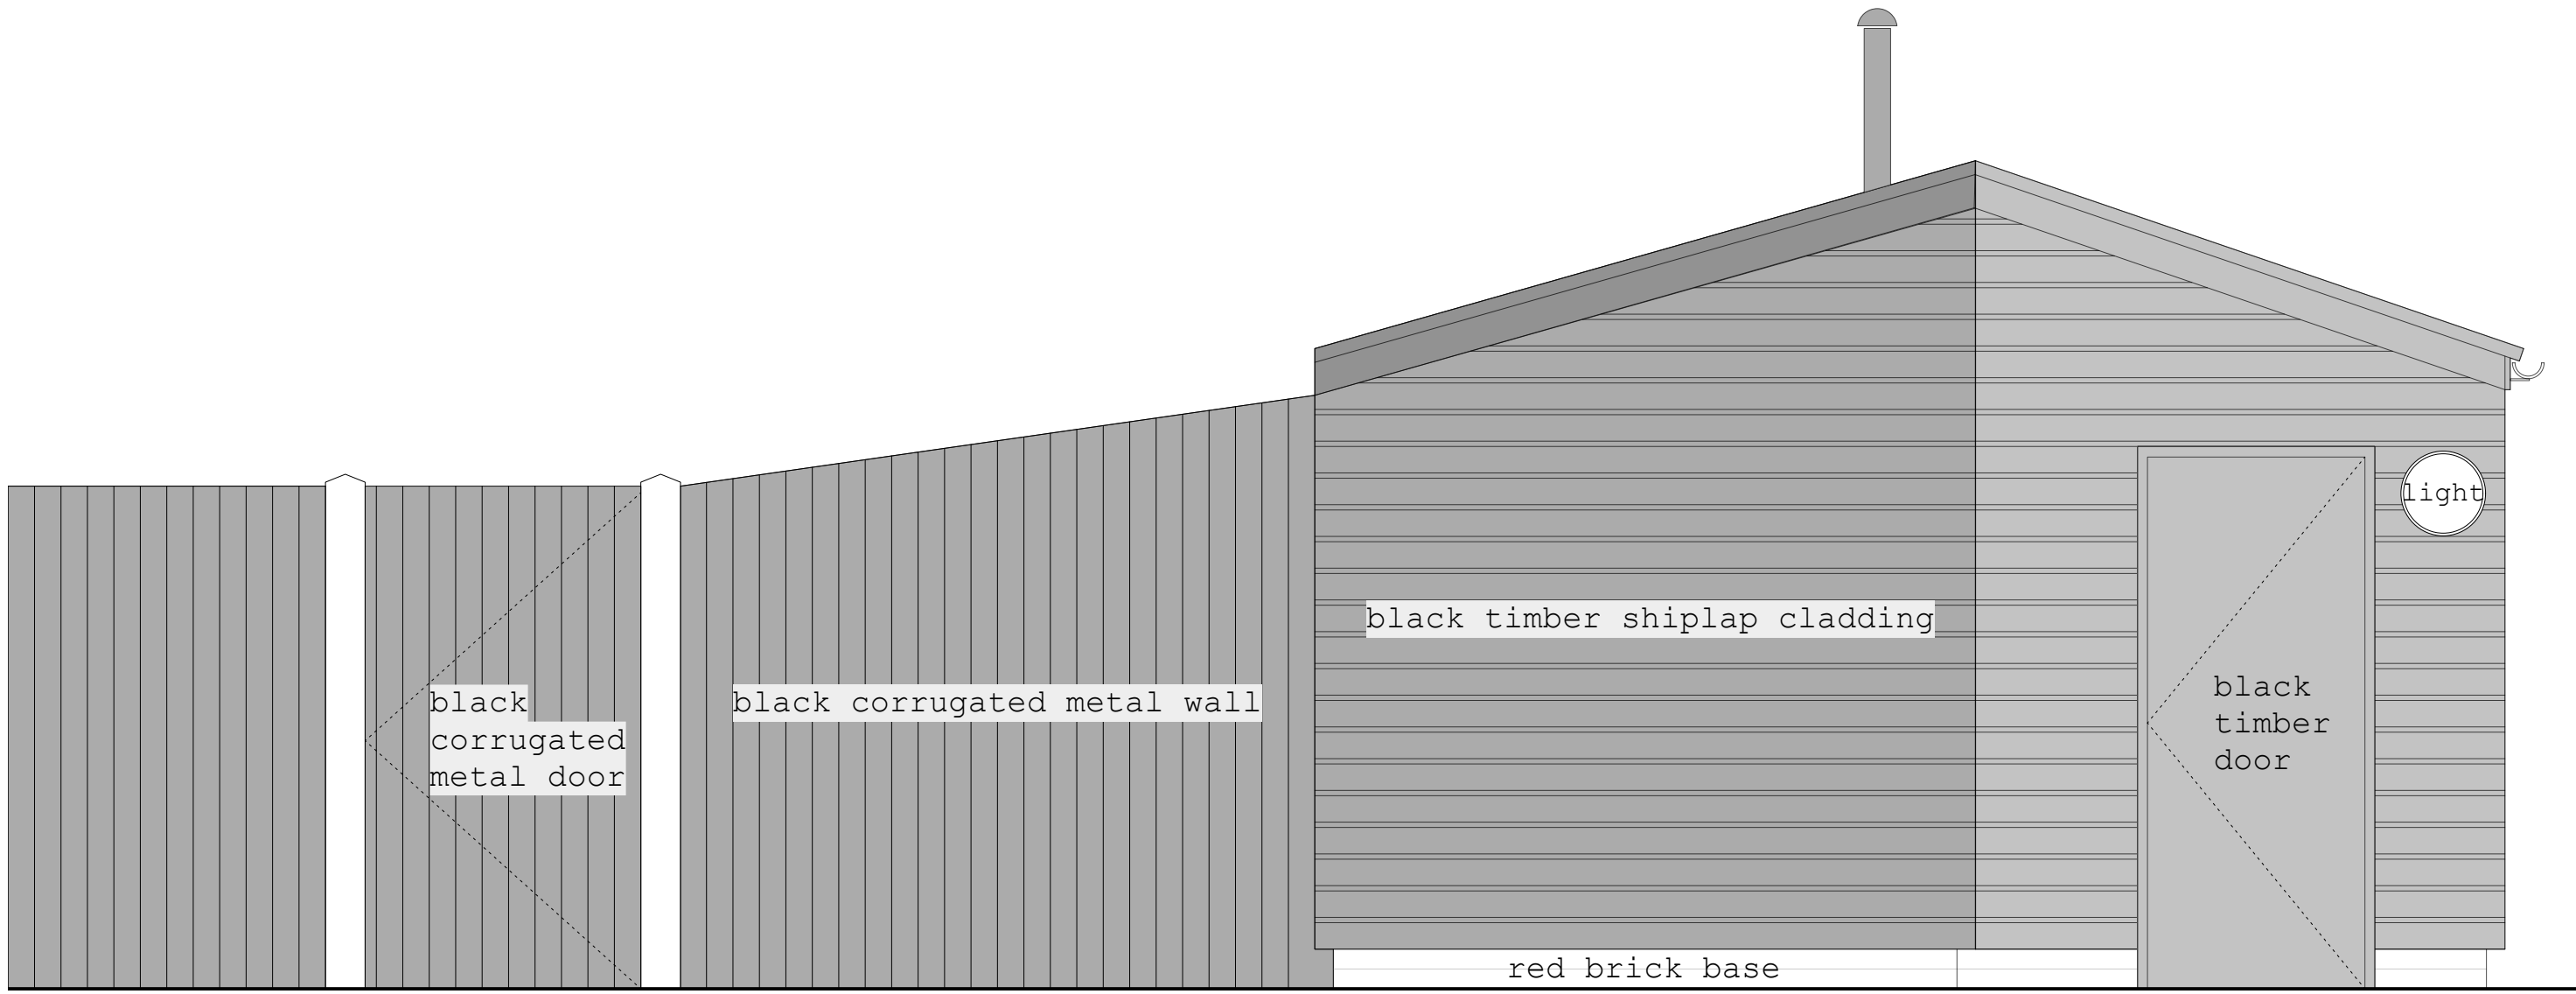 black
corrugated
metal door
black corrugated metal wall
black timber shiplap cladding
black
timber
door
light
red brick base